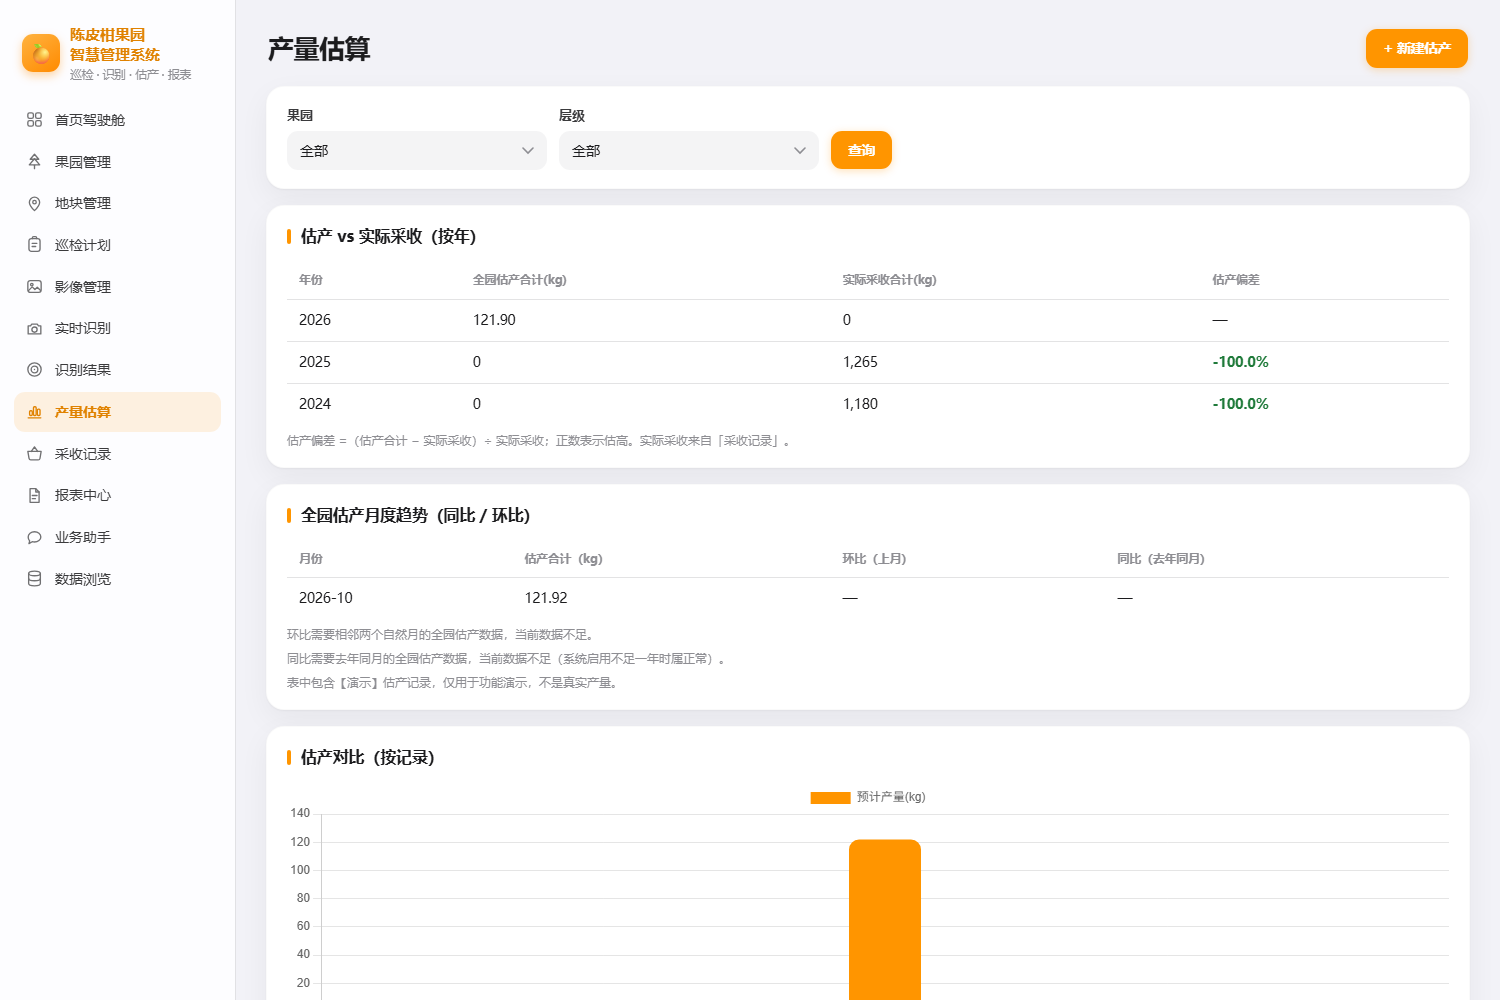 陈皮柑果园
智慧管理系统
巡检 · 识别 · 估产 · 报表
首页驾驶舱
果园管理
地块管理
巡检计划
影像管理
实时识别
识别结果
产量估算
采收记录
报表中心
业务助手
数据浏览
产量估算
+ 新建估产
果园
层级
全部
全部
查询
估产 vs 实际采收（按年）
年份 全园估产合计(kg) 实际采收合计(kg) 估产偏差
2026 121.90 0 —
2025 0 1,265 -100.0%
2024 0 1,180 -100.0%
估产偏差 =（估产合计 − 实际采收）÷ 实际采收；正数表示估高。实际采收来自「采收记录」。
全园估产月度趋势（同比 / 环比）
月份 估产合计（kg） 环比（上月） 同比（去年同月）
2026-10 121.92 — —
环比需要相邻两个自然月的全园估产数据，当前数据不足。
同比需要去年同月的全园估产数据，当前数据不足（系统启用不足一年时属正常）。
表中包含【演示】估产记录，仅用于功能演示，不是真实产量。
估产对比（按记录）
预计产量(kg)
140
120
100
80
60
40
20